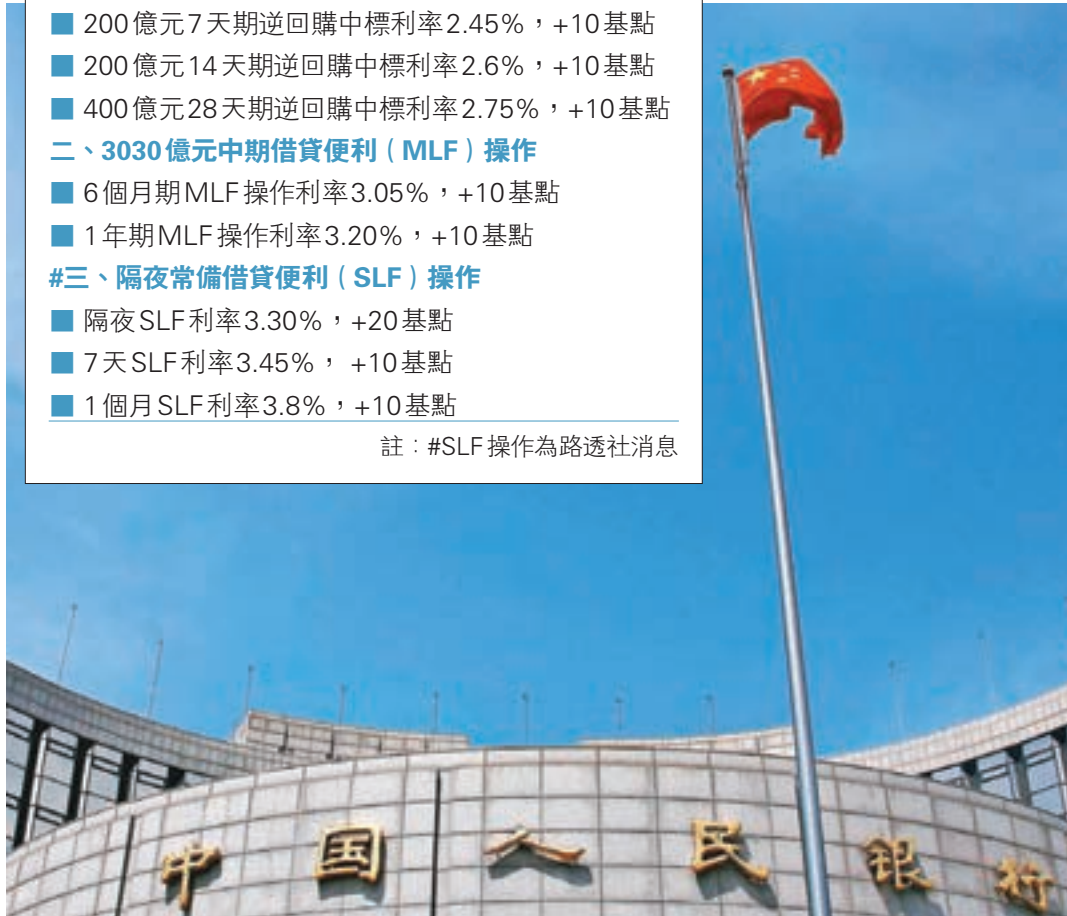 ■ 200億元7天期逆回購中標利率2.45%，+10基點
■ 200億元14天期逆回購中標利率2.6%，+10基點
■ 400億元28天期逆回購中標利率2.75%，+10基點
二、3030億元中期借貸便利（MLF）操作
■ 6個月期MLF操作利率3.05%，+10基點
■ 1年期MLF操作利率3.20%，+10基點
#三、隔夜常備借貸便利（SLF）操作
■ 隔夜SLF利率3.30%，+20基點
■ 7天SLF利率3.45%， +10基點
■ 1個月SLF利率3.8%，+10基點
註：#SLF操作為路透社消息
中国人民银行